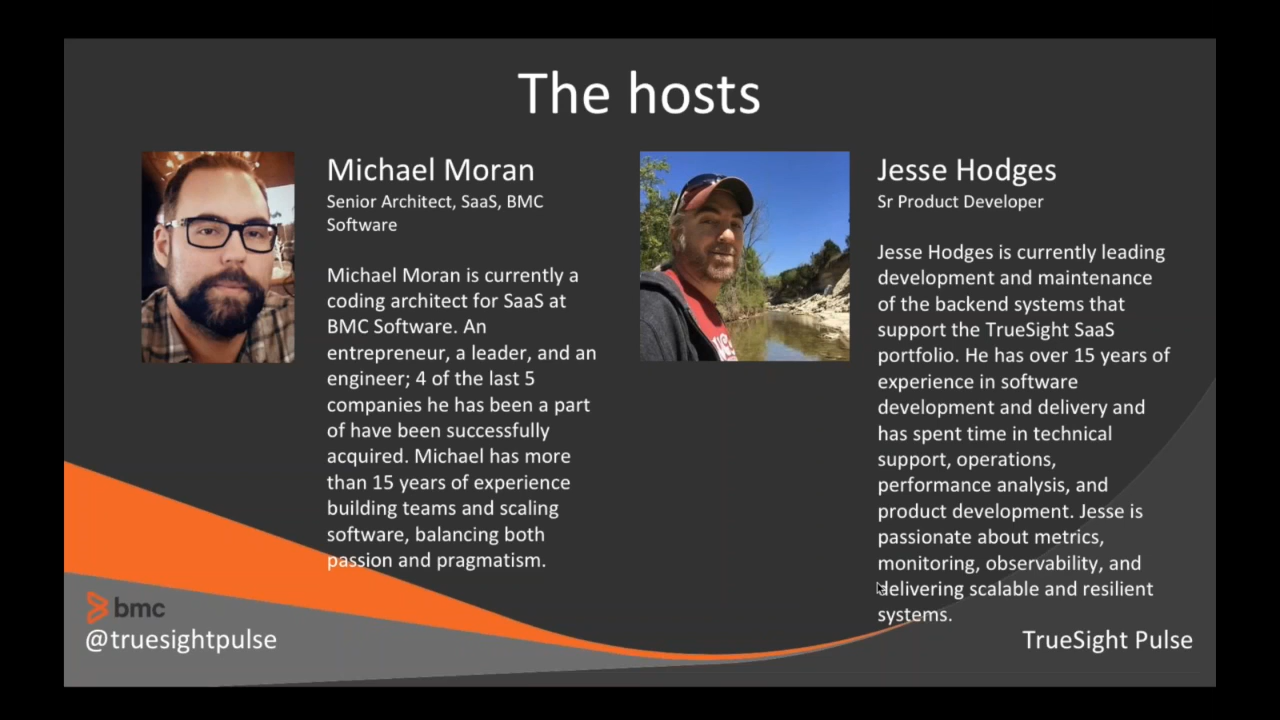 The hosts
Michael Moran
Senior Architect, SaaS, BMC
Software
Michael Moran is currently a
coding architect for SaaS at
BMC Software. An
entrepreneur, a leader, and an
engineer; 4 of the last 5
companies he has been a part
of have been successfully
acquired. Michael has more
than 15 years of experience
building teams and scaling
software, balancing both
passion and pragmatism.
Jesse Hodges
Sr Product Developer
Jesse Hodges is currently leading
development and maintenance
of the backend systems that
support the TrueSight SaaS
portfolio. He has over 15 years of
experience in software
development and delivery and
has spent time in technical
support, operations,
performance analysis, and
product development. Jesse is
passionate about metrics,
monitoring, observability, and
delivering scalable and resilient
systems.
bmc
@truesightpulse
TrueSight Pulse